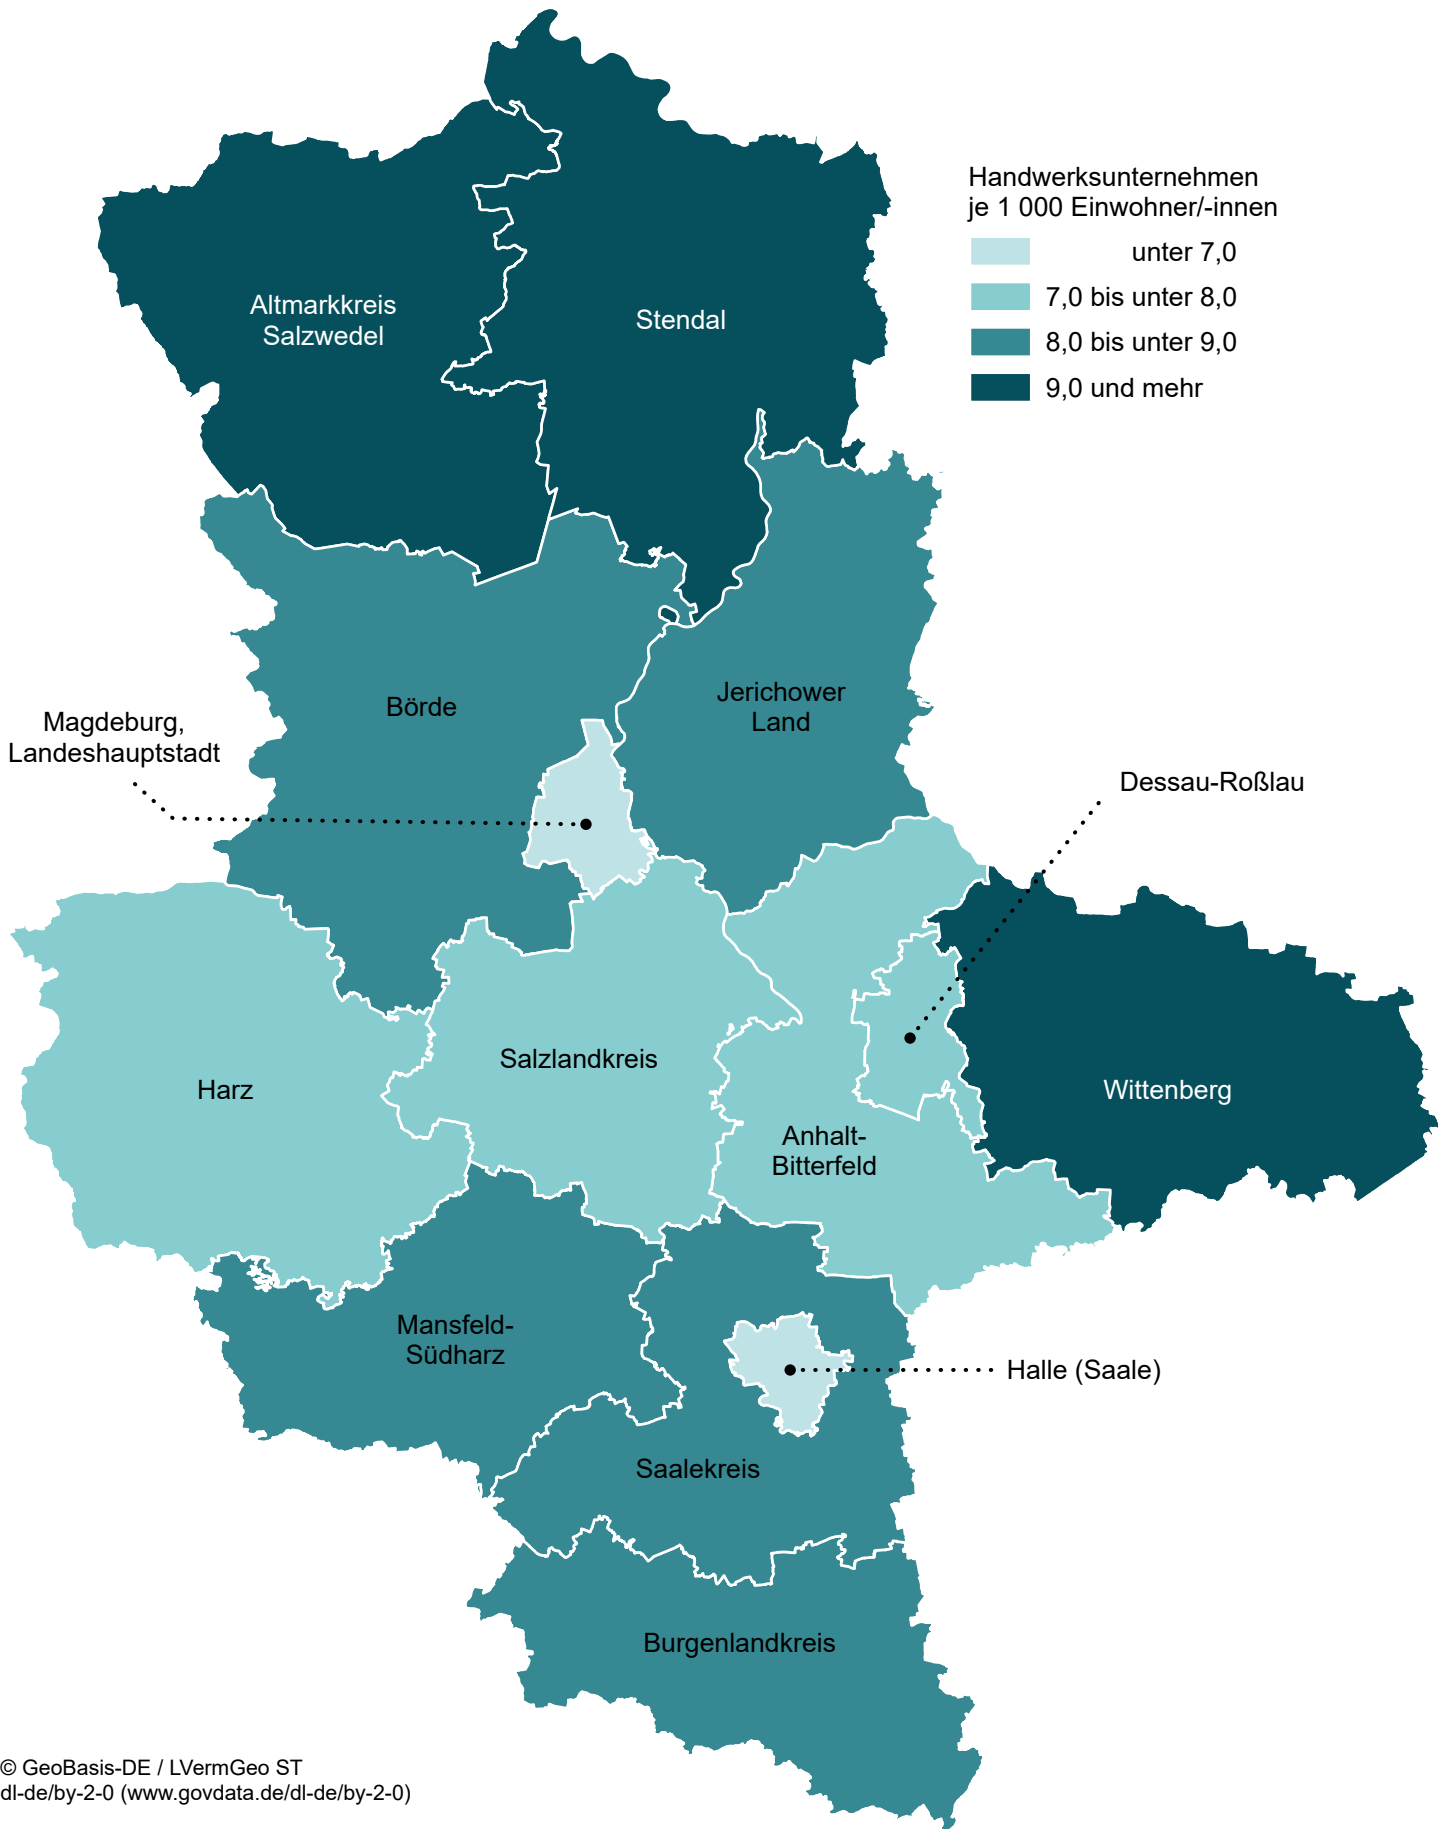 Handwerksunternehmen
je 1 000 Einwohner/-innen
unter 7,0
7,0 bis unter 8,0
8,0 bis unter 9,0
9,0 und mehr
Altmarkkreis
Salzwedel
Stendal
Börde
Jerichower
Land
Magdeburg,
Landeshauptstadt
Dessau-Roßlau
Harz
Salzlandkreis
Wittenberg
Anhalt-
Bitterfeld
Mansfeld-
Südharz
Halle (Saale)
Saalekreis
Burgenlandkreis
© GeoBasis-DE / LVermGeo ST
dl-de/by-2-0 (www.govdata.de/dl-de/by-2-0)